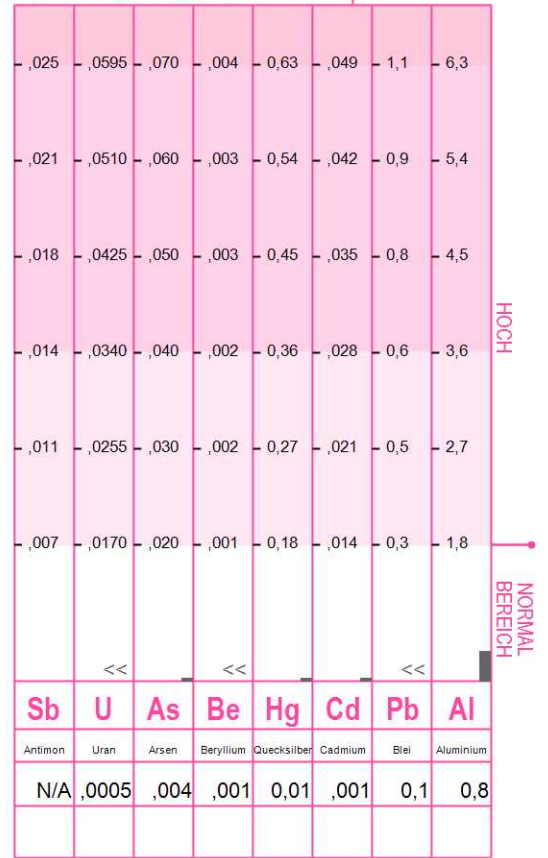 ,025 ,0595 ,070 ,004 0,63 ,049 1,1 6,3
,021 ,0510 ,060 ,003 0,54 ,042 0,9 5,4
,018 ,0425 ,050 ,003 0,45 ,035 0,8 4,5
HOCH
,014 ,0340 ,040 ,002 0,36 ,028 0,6 3,6
,011 ,0255 ,030 ,002 0,27 ,021 0,5 2,7
,007 ,0170 ,020 ,001 0,18 ,014 0,3 1,8
NORMAL
BEREICH
<< << <<
Sb U As Be Hg Cd Pb Al
Antimon Uran Arsen Beryllium Quecksilber Cadmium Blei Aluminium
N/A ,0005 ,004 ,001 0,01 ,001 0,1 0,8